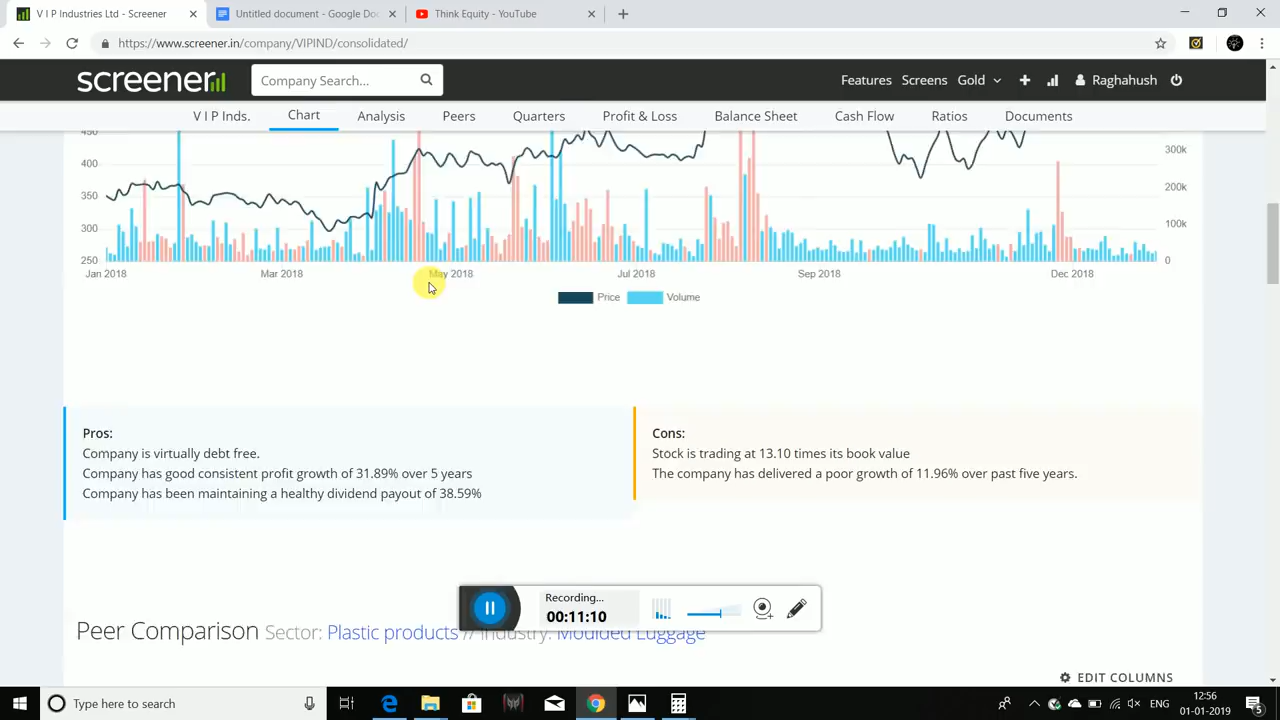 V I P Industries Ltd - Screener
Untitled document - Google Do
Think Equity - YouTube
https://www.screener.in/company/VIPIND/consolidated/
screener
Company Search...
Features
Screens
Gold
Raghahush
V I P Inds.
Chart
Analysis
Peers
Quarters
Profit & Loss
Balance Sheet
Cash Flow
Ratios
Documents
450
400
350
300
250
300k
200k
100k
0
Jan 2018
Mar 2018
May 2018
Jul 2018
Sep 2018
Dec 2018
Price
Volume
Pros:
Company is virtually debt free.
Company has good consistent profit growth of 31.89% over 5 years
Company has been maintaining a healthy dividend payout of 38.59%
Cons:
Stock is trading at 13.10 times its book value
The company has delivered a poor growth of 11.96% over past five years.
Recording...
00:11:10
Peer Comparison Sector: Plastic products // Industry: Moulded Luggage
EDIT COLUMNS
Type here to search
ENG
12:56
01-01-2019
5